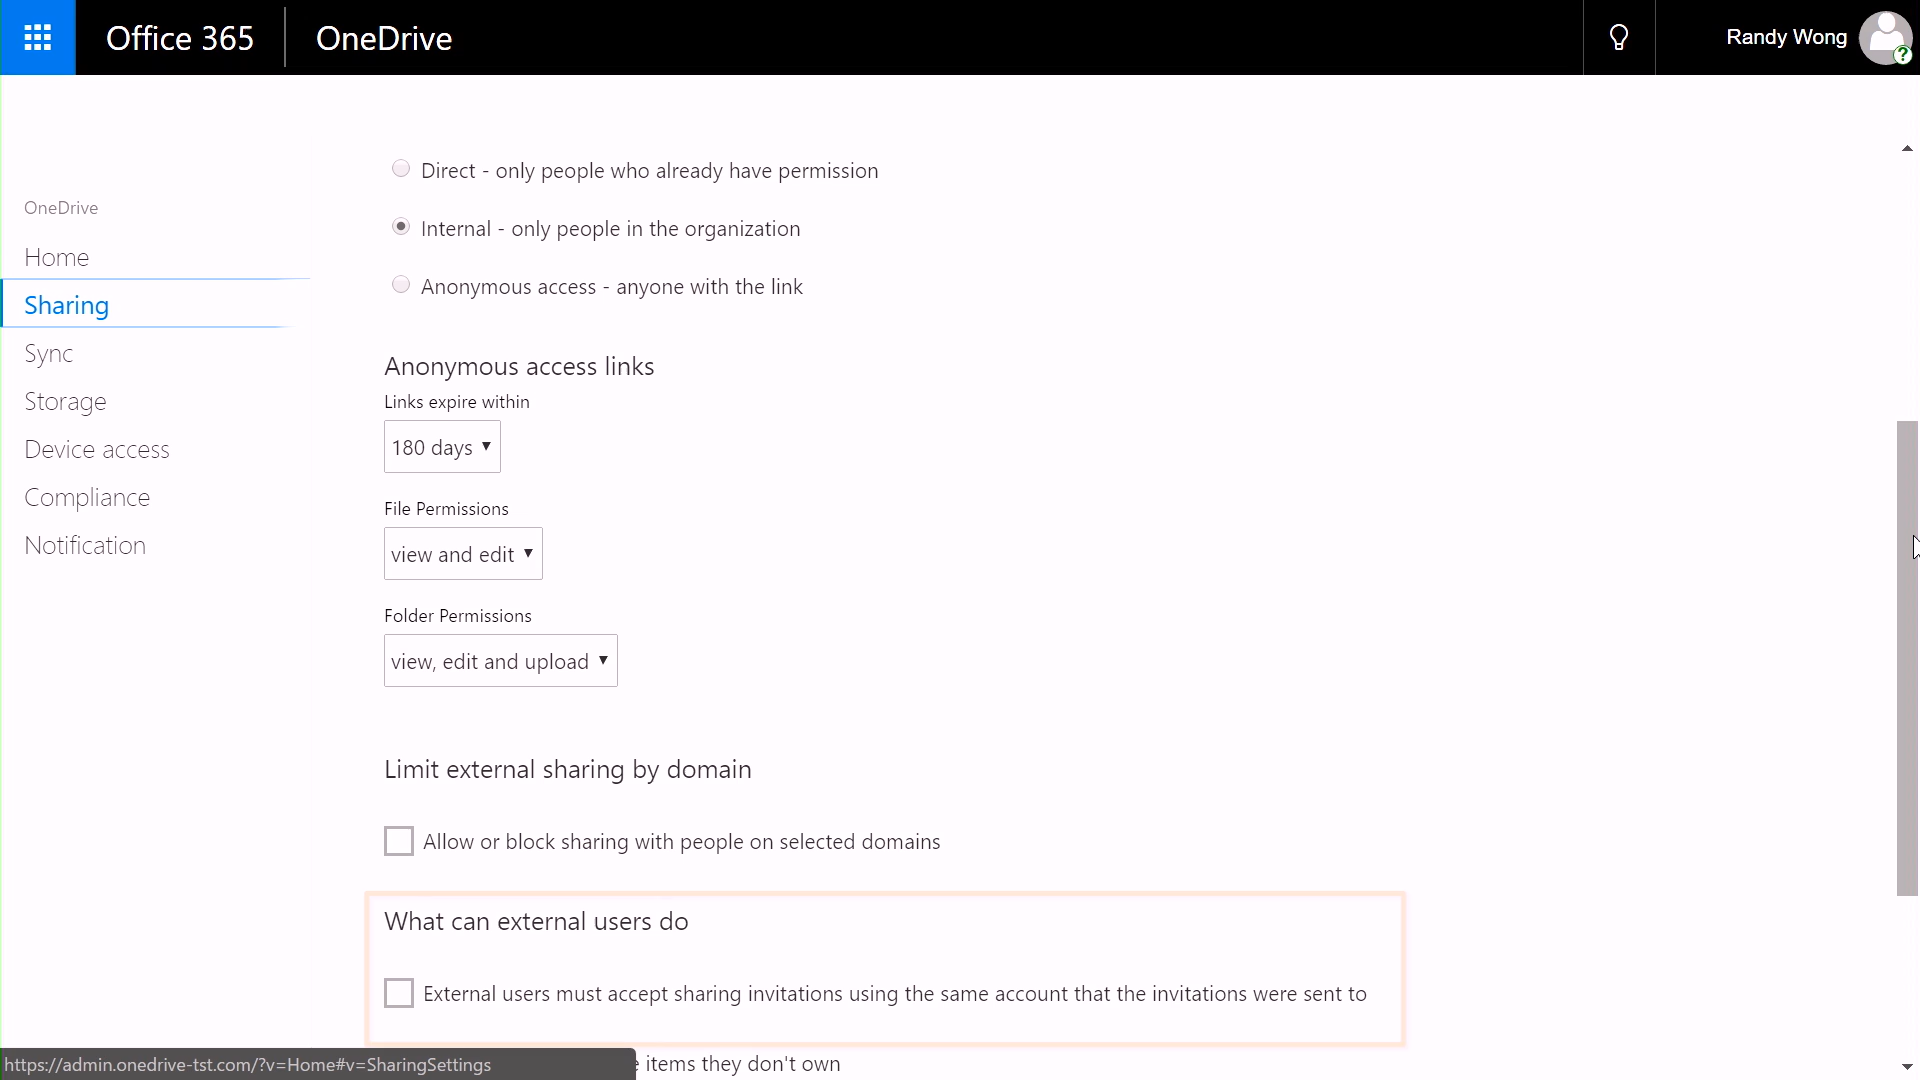 Office 365
OneDrive
Randy Wong
?
Direct - only people who already have permission
OneDrive
Internal - only people in the organization
Home
Anonymous access - anyone with the link
Sharing
Sync
Anonymous access links
Storage
Links expire within
180 days
Device access
Compliance
File Permissions
Notification
view and edit
Folder Permissions
view, edit and upload
Limit external sharing by domain
Allow or block sharing with people on selected domains
What can external users do
External users must accept sharing invitations using the same account that the invitations were sent to
https://admin.onedrive-tst.com/?v=Home#v=SharingSettings
items they don't own